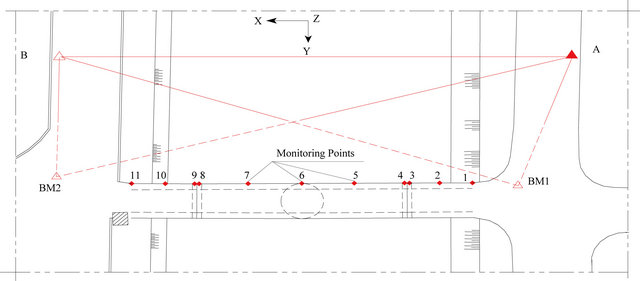 X Z
Y
B
A
Monitoring Points
11 10 9 8 7 6 5 4 3 2 1
BM2
BM1